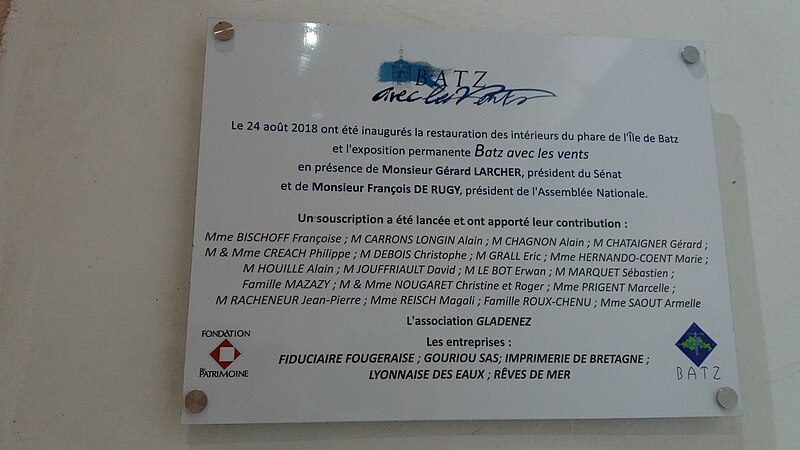 BATZ
avec les Vents
Le 24 août 2018 ont été inaugurés la restauration des intérieurs du phare de l'Île de Batz
et l'exposition permanente Batz avec les vents
en présence de Monsieur Gérard LARCHER, président du Sénat
et de Monsieur François DE RUGY, président de l'Assemblée Nationale.
Un souscription a été lancée et ont apporté leur contribution :
Mme BISCHOFF Françoise ; M CARRONS LONGIN Alain ; M CHAGNON Alain ; M CHATAIGNER Gérard ;
M & Mme CREACH Philippe ; M DEBOIS Christophe ; M GRALL Eric ; Mme HERNANDO-COENT Marie ;
M HOUILLE Alain ; M JOUFFRIAULT David ; M LE BOT Erwan ; M MARQUET Sébastien ;
Famille MAZAZY ; M & Mme NOUGARET Christine et Roger ; Mme PRIGENT Marcelle ;
M RACHENEUR Jean-Pierre ; Mme REISCH Magali ; Famille ROUX-CHENU ; Mme SAOUT Armelle
L'association GLADENEZ
Les entreprises :
FIDUCIAIRE FOUGERAISE ; GOURIOU SAS; IMPRIMERIE DE BRETAGNE ;
LYONNAISE DES EAUX ; RÊVES DE MER
FONDATION
DU PATRIMOINE
BATZ